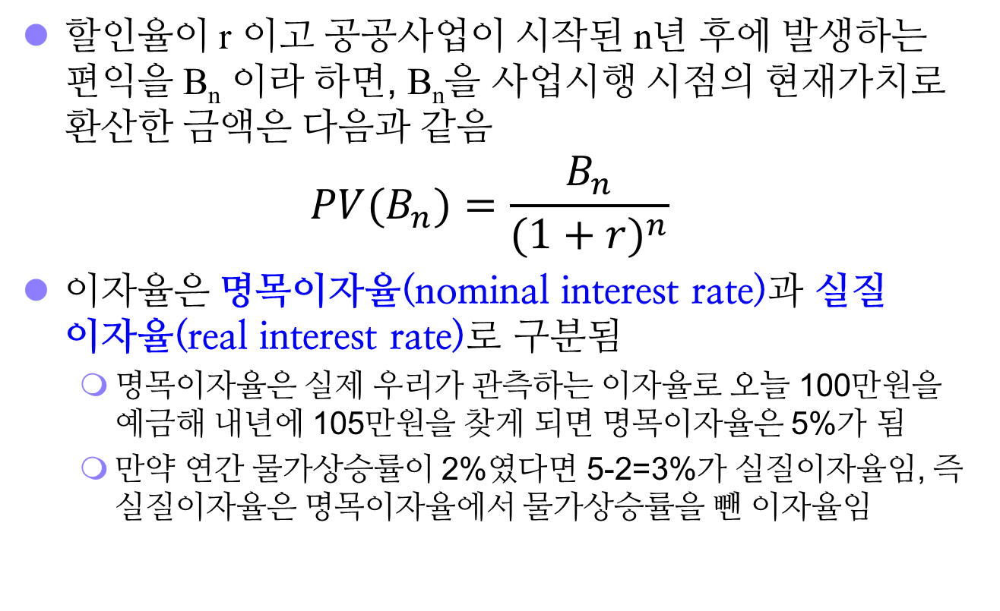 할인율이 r 이고 공공사업이 시작된 n년 후에 발생하는
편익을 Bn 이라 하면, Bn을 사업시행 시점의 현재가치로
환산한 금액은 다음과 같음
PV(Bn) = Bn / (1 + r)^n
이자율은 명목이자율(nominal interest rate)과 실질
이자율(real interest rate)로 구분됨
명목이자율은 실제 우리가 관측하는 이자율로 오늘 100만원을
예금해 내년에 105만원을 찾게 되면 명목이자율은 5%가 됨
만약 연간 물가상승률이 2%였다면 5-2=3%가 실질이자율임, 즉
실질이자율은 명목이자율에서 물가상승률을 뺀 이자율임